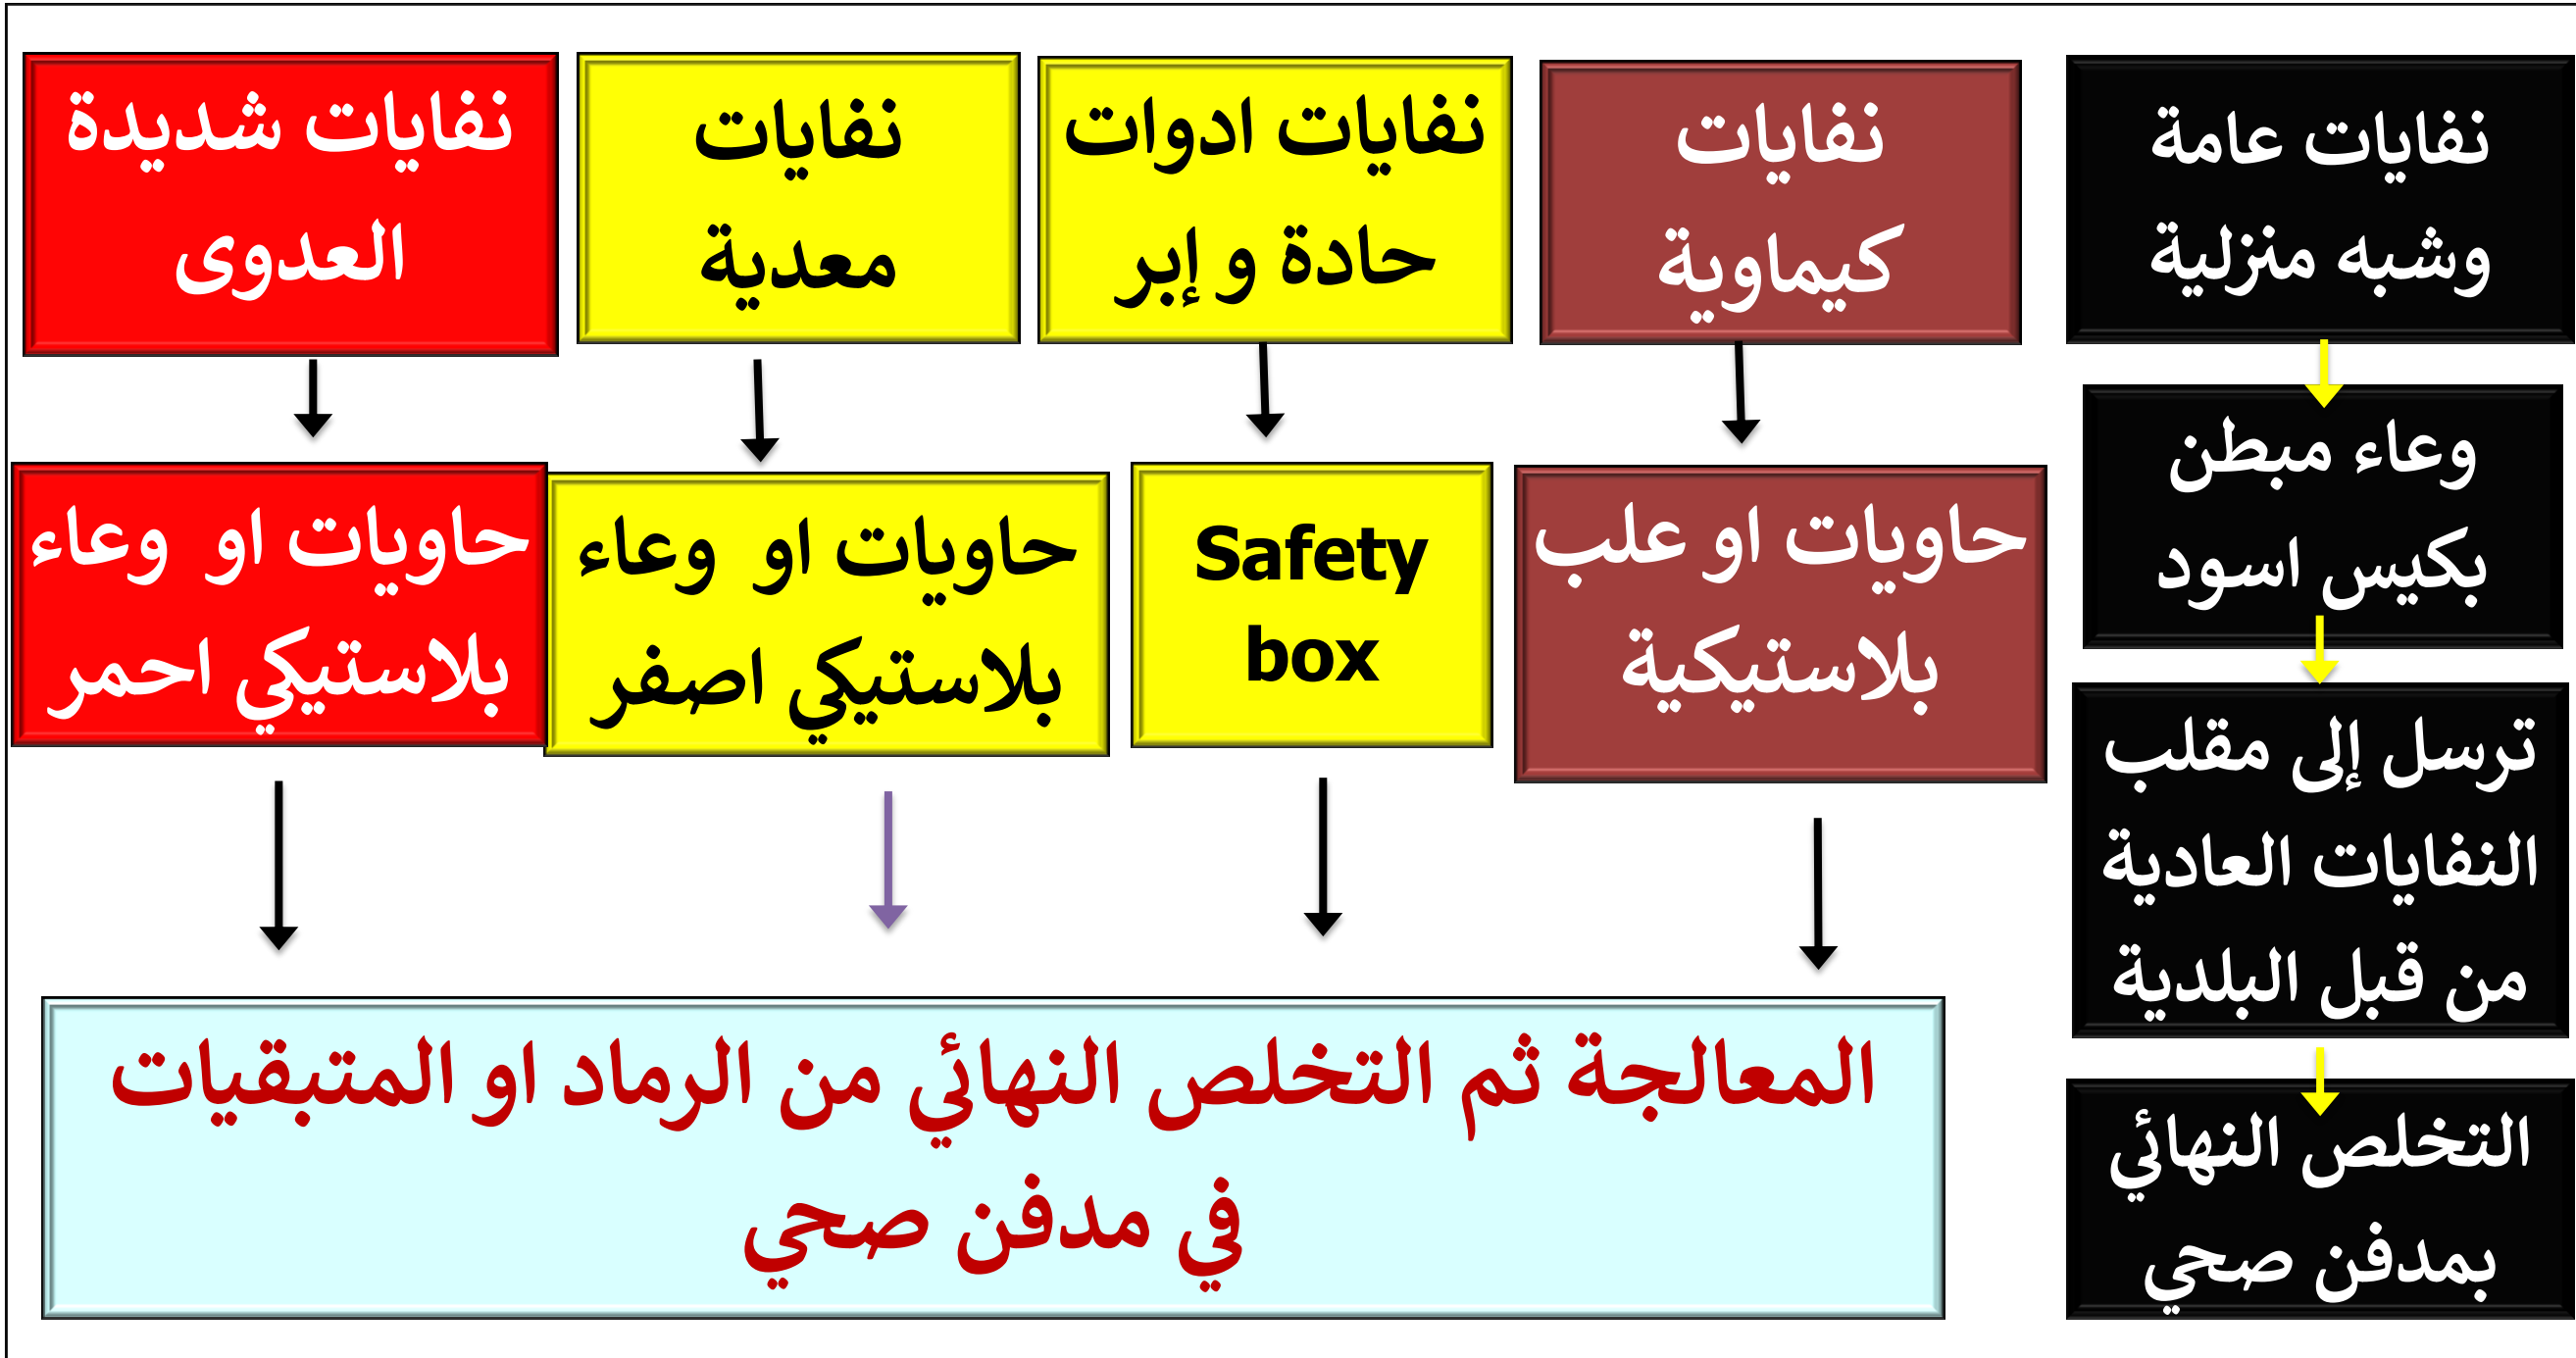 نفايات عامة
وشبه منزلية
نفايات
كيماوية
نفايات ادوات
حادة و إبر
نفايات
معدية
نفايات شديدة
العدوى
وعاء مبطن
بكيس اسود
حاويات او علب
بلاستيكية
Safety
box
حاويات او وعاء
بلاستيكي اصفر
حاويات او وعاء
بلاستيكي احمر
ترسل إلى مقلب
النفايات العادية
من قبل البلدية
المعالجة ثم التخلص النهائي من الرماد او المتبقيات
في مدفن صحي
التخلص النهائي
بمدفن صحي